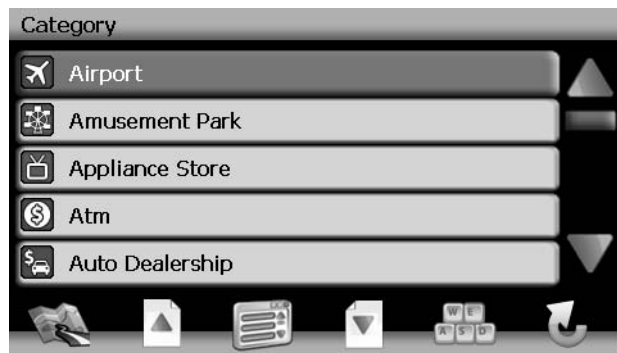 Category
Airport
Amusement Park
Appliance Store
Atm
Auto Dealership
W E
A S D